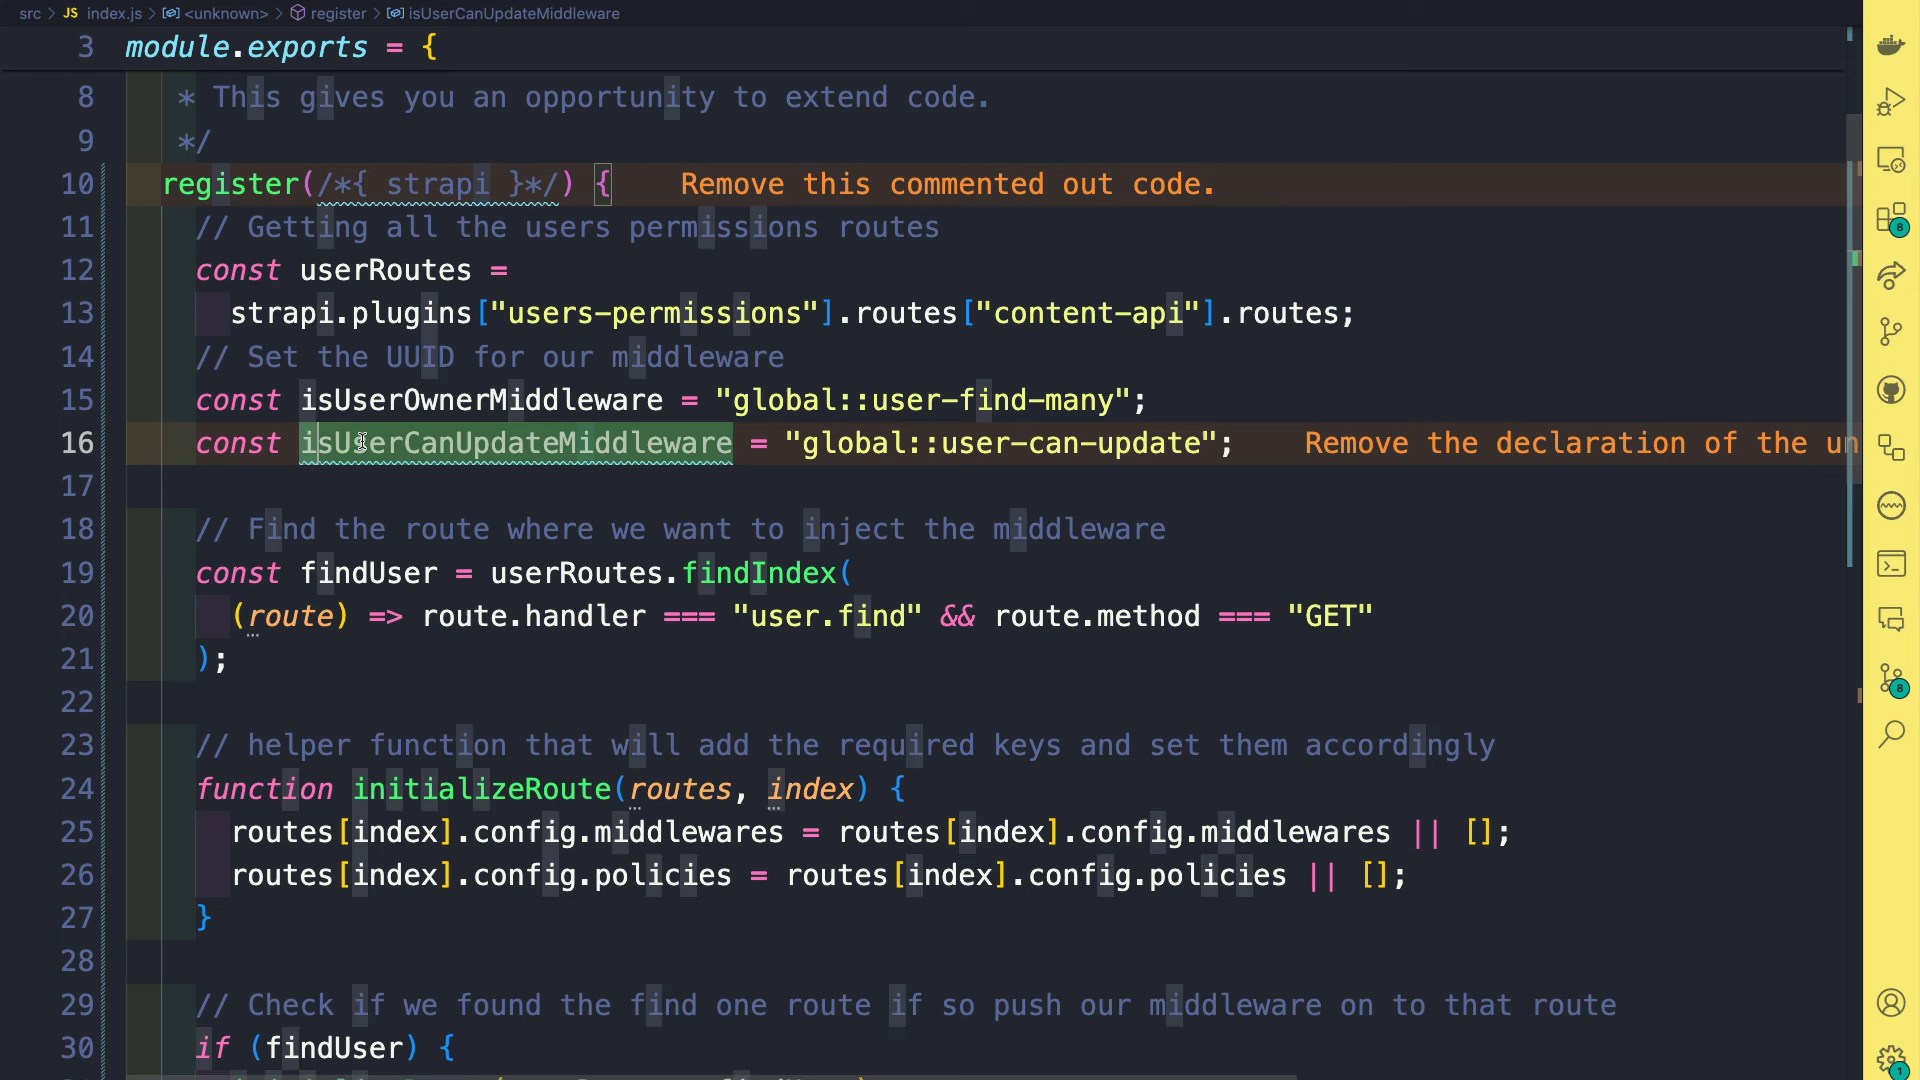 src > JS index.js > <unknown> > register > isUserCanUpdateMiddleware
3 module.exports = {
8 * This gives you an opportunity to extend code.
9 */
10 register(/*{ strapi }*/) { Remove this commented out code.
11 // Getting all the users permissions routes
12 const userRoutes =
13 strapi.plugins["users-permissions"].routes["content-api"].routes;
14 // Set the UUID for our middleware
15 const isUserOwnerMiddleware = "global::user-find-many";
16 const isUserCanUpdateMiddleware = "global::user-can-update"; Remove the declaration of the un
17
18 // Find the route where we want to inject the middleware
19 const findUser = userRoutes.findIndex(
20 (route) => route.handler === "user.find" && route.method === "GET"
21 );
22
23 // helper function that will add the required keys and set them accordingly
24 function initializeRoute(routes, index) {
25 routes[index].config.middlewares = routes[index].config.middlewares || [];
26 routes[index].config.policies = routes[index].config.policies || [];
27 }
28
29 // Check if we found the find one route if so push our middleware on to that route
30 if (findUser) {
8
8
1